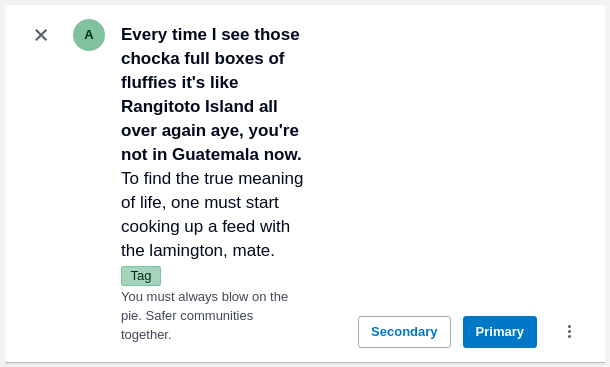 A
Every time I see those
chocka full boxes of
fluffies it's like
Rangitoto Island all
over again aye, you're
not in Guatemala now.
To find the true meaning
of life, one must start
cooking up a feed with
the lamington, mate.
Tag
You must always blow on the
pie. Safer communities
together.
Secondary
Primary